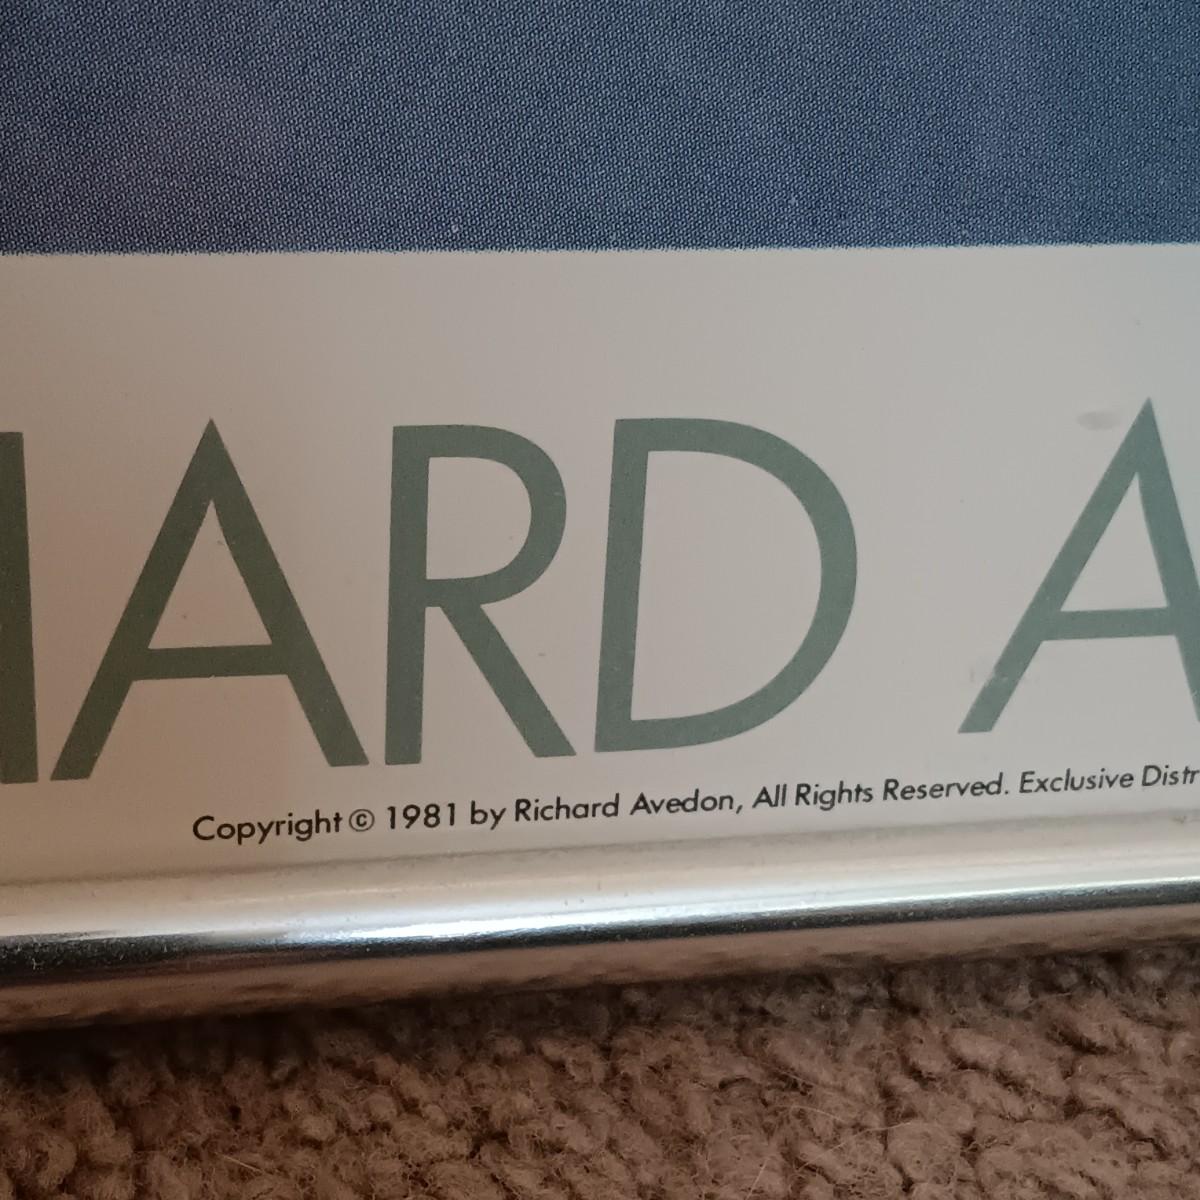 HARD A
Copyright © 1981 by Richard Avedon, All Rights Reserved. Exclusive Distr